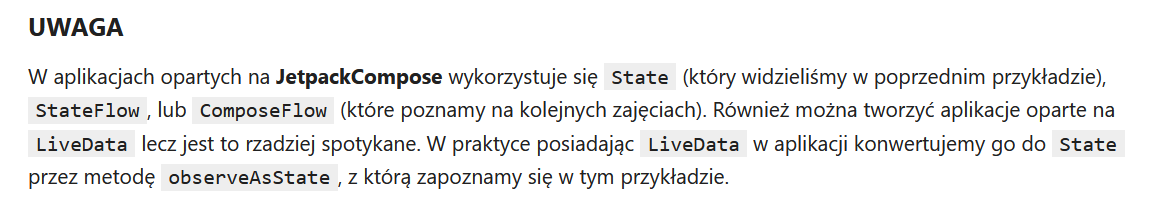 UWAGA
W aplikacjach opartych na JetpackCompose wykorzystuje się State (który widzieliśmy w poprzednim przykładzie),
StateFlow, lub ComposeFlow (które poznamy na kolejnych zajęciach). Również można tworzyć aplikacje oparte na
LiveData lecz jest to rzadziej spotykane. W praktyce posiadając LiveData w aplikacji konwertujemy go do State
przez metodę observeAsState, z którą zapoznamy się w tym przykładzie.